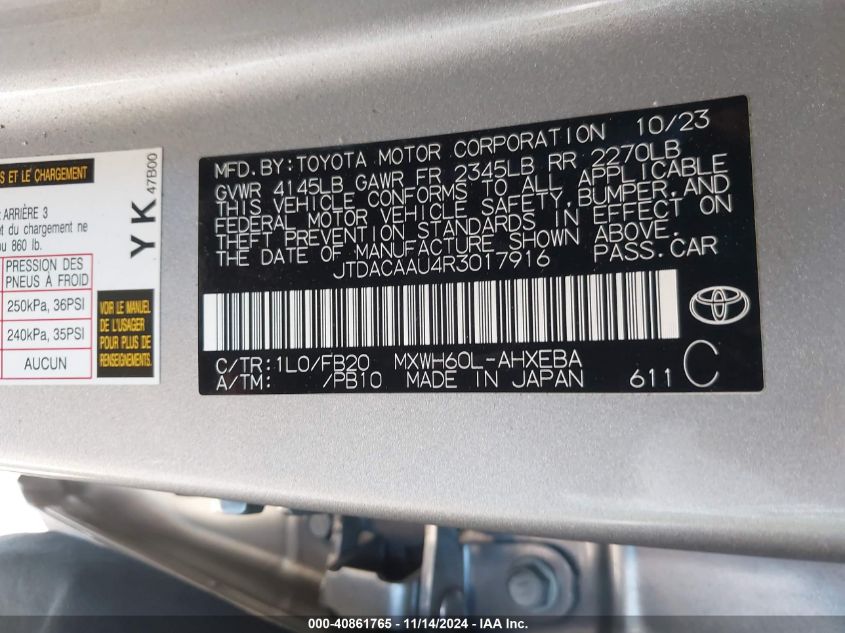 S ET LE CHARGEMENT
ARRIÈRE 3
t du chargement ne
ou 860 lb.
PRESSION DES
PNEUS À FROID
250kPa, 36PSI
240kPa, 35PSI
AUCUN
VOIR LE MANUEL
DE L'USAGER
POUR PLUS DE
RENSEIGNEMENTS.
YK 47B00
MFD. BY: TOYOTA MOTOR CORPORATION 10/23
GVWR 4145LB GAWR FR 2345LB RR 2270LB
THIS VEHICLE CONFORMS TO ALL APPLICABLE
FEDERAL MOTOR VEHICLE SAFETY, BUMPER, AND
THEFT PREVENTION STANDARDS IN EFFECT ON
THE DATE OF MANUFACTURE SHOWN ABOVE.
JTDACAAU4R3017916 PASS. CAR
C/TR: 1L0/FB20 MXWH60L-AHXEBA
A/TM: /PB10 MADE IN JAPAN 611 C
000-40861765 - 11/14/2024 - IAAI.com